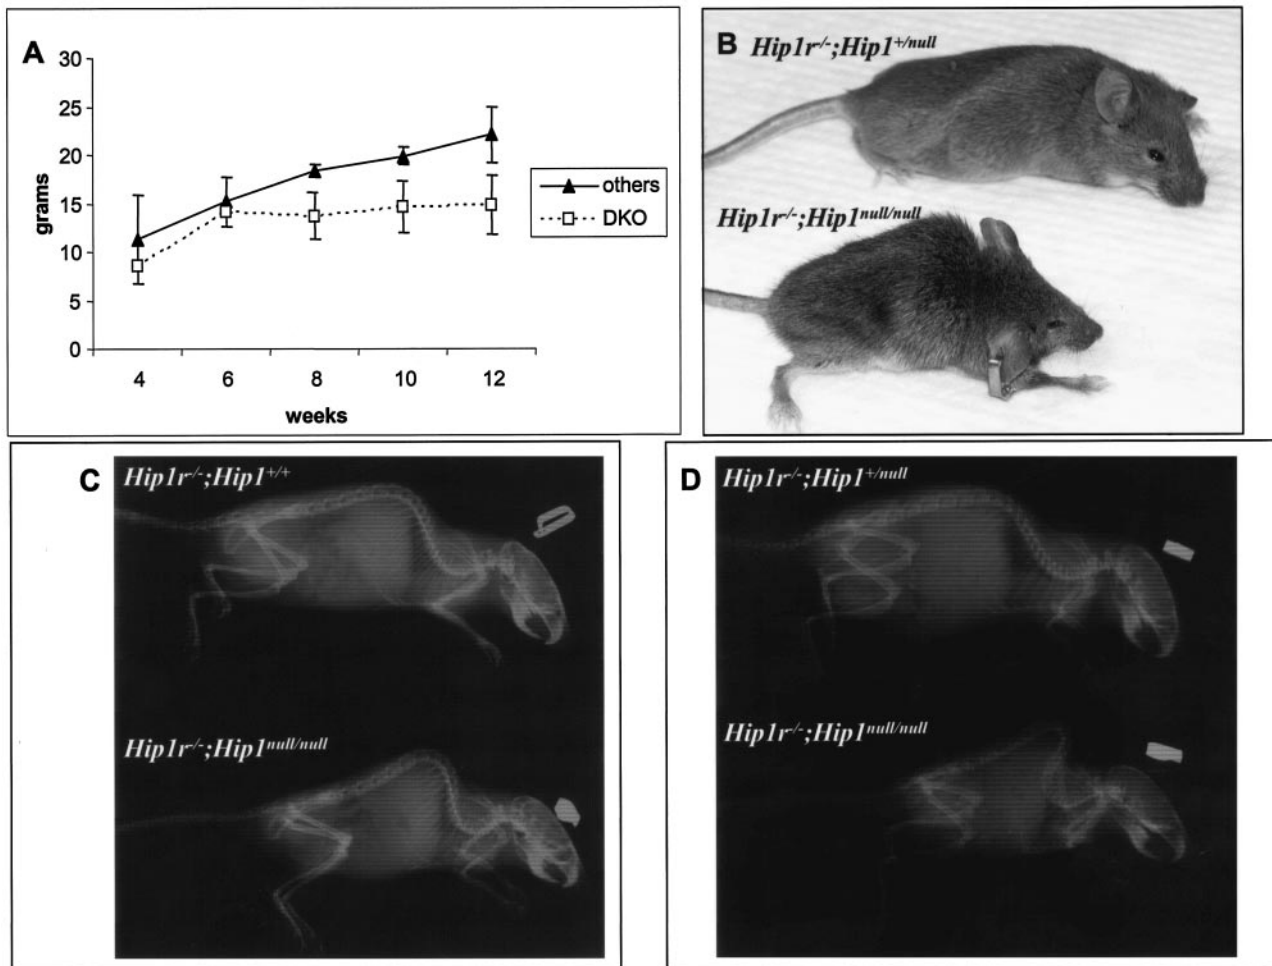 A
30
25
20
15
10
5
0
grams
4 6 8 10 12
weeks
others
DKO
B
Hip1r-/-;Hip1+/null
Hip1r-/-;Hip1null/null
C
Hip1r-/-;Hip1+/+
Hip1r-/-;Hip1null/null
D
Hip1r-/-;Hip1+/null
Hip1r-/-;Hip1null/null